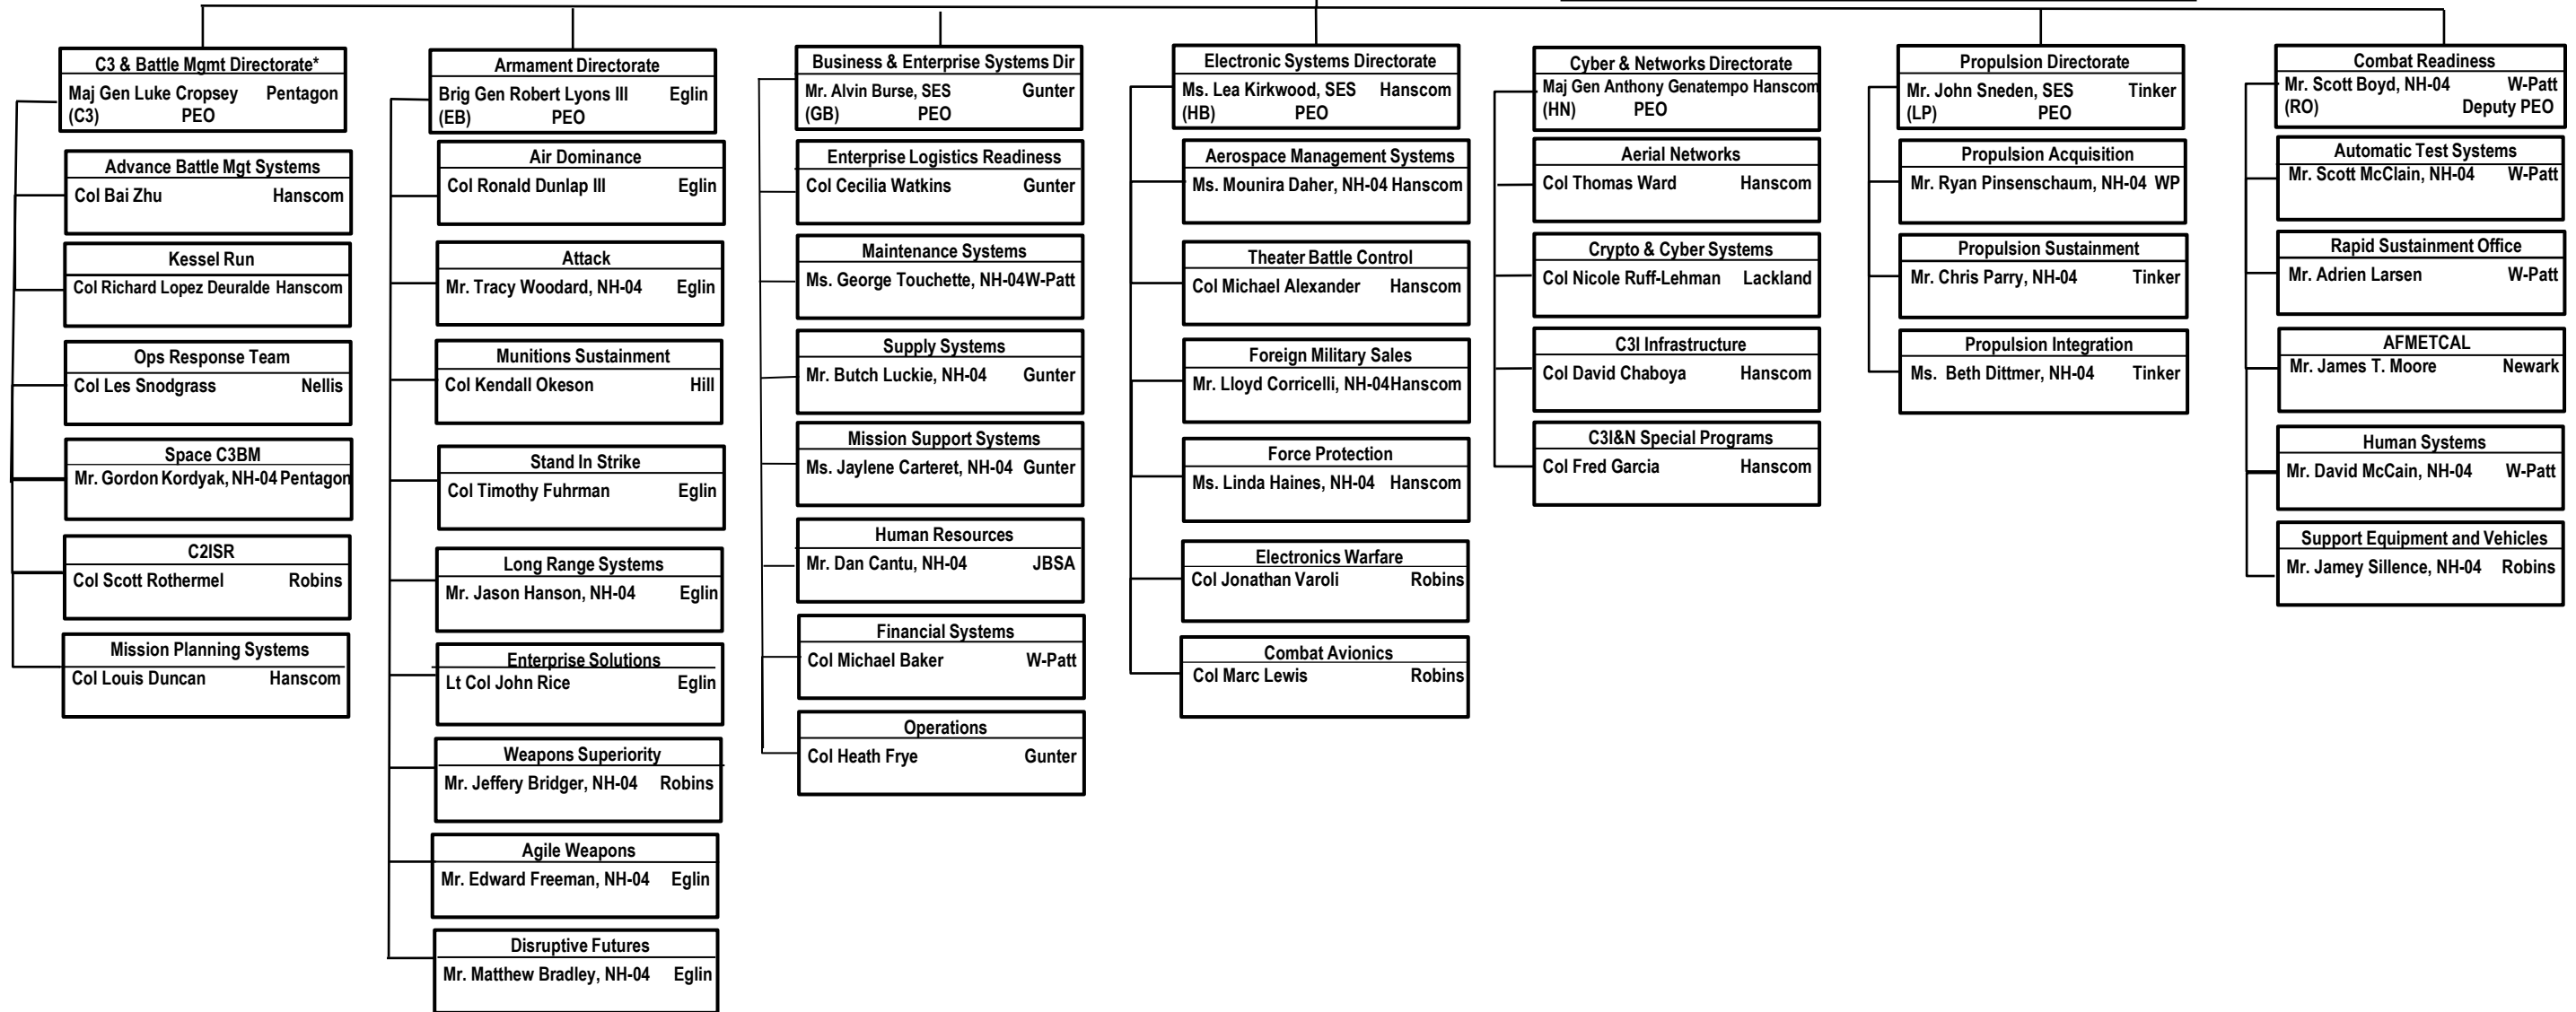 C3 & Battle Mgmt Directorate*
Maj Gen Luke Cropsey Pentagon
(C3) PEO
Advance Battle Mgt Systems
Col Bai Zhu Hanscom
Kessel Run
Col Richard Lopez Deuralde Hanscom
Ops Response Team
Col Les Snodgrass Nellis
Space C3BM
Mr. Gordon Kordyak, NH-04 Pentagon
C2ISR
Col Scott Rothermel Robins
Mission Planning Systems
Col Louis Duncan Hanscom
Armament Directorate
Brig Gen Robert Lyons III Eglin
(EB) PEO
Air Dominance
Col Ronald Dunlap III Eglin
Attack
Mr. Tracy Woodard, NH-04 Eglin
Munitions Sustainment
Col Kendall Okeson Hill
Stand In Strike
Col Timothy Fuhrman Eglin
Long Range Systems
Mr. Jason Hanson, NH-04 Eglin
Enterprise Solutions
Lt Col John Rice Eglin
Weapons Superiority
Mr. Jeffery Bridger, NH-04 Robins
Agile Weapons
Mr. Edward Freeman, NH-04 Eglin
Disruptive Futures
Mr. Matthew Bradley, NH-04 Eglin
Business & Enterprise Systems Dir
Mr. Alvin Burse, SES Gunter
(GB) PEO
Enterprise Logistics Readiness
Col Cecilia Watkins Gunter
Maintenance Systems
Ms. George Touchette, NH-04W-Patt
Supply Systems
Mr. Butch Luckie, NH-04 Gunter
Mission Support Systems
Ms. Jaylene Carteret, NH-04 Gunter
Human Resources
Mr. Dan Cantu, NH-04 JBSA
Financial Systems
Col Michael Baker W-Patt
Operations
Col Heath Frye Gunter
Electronic Systems Directorate
Ms. Lea Kirkwood, SES Hanscom
(HB) PEO
Aerospace Management Systems
Ms. Mounira Daher, NH-04 Hanscom
Theater Battle Control
Col Michael Alexander Hanscom
Foreign Military Sales
Mr. Lloyd Corricelli, NH-04Hanscom
Force Protection
Ms. Linda Haines, NH-04 Hanscom
Electronics Warfare
Col Jonathan Varoli Robins
Combat Avionics
Col Marc Lewis Robins
Cyber & Networks Directorate
Maj Gen Anthony Genatempo Hanscom
(HN) PEO
Aerial Networks
Col Thomas Ward Hanscom
Crypto & Cyber Systems
Col Nicole Ruff-Lehman Lackland
C3I Infrastructure
Col David Chaboya Hanscom
C3I&N Special Programs
Col Fred Garcia Hanscom
Propulsion Directorate
Mr. John Sneden, SES Tinker
(LP) PEO
Propulsion Acquisition
Mr. Ryan Pinsenschaum, NH-04 WP
Propulsion Sustainment
Mr. Chris Parry, NH-04 Tinker
Propulsion Integration
Ms. Beth Dittmer, NH-04 Tinker
Combat Readiness
Mr. Scott Boyd, NH-04 W-Patt
(RO) Deputy PEO
Automatic Test Systems
Mr. Scott McClain, NH-04 W-Patt
Rapid Sustainment Office
Mr. Adrien Larsen W-Patt
AFMETCAL
Mr. James T. Moore Newark
Human Systems
Mr. David McCain, NH-04 W-Patt
Support Equipment and Vehicles
Mr. Jamey Sillence, NH-04 Robins